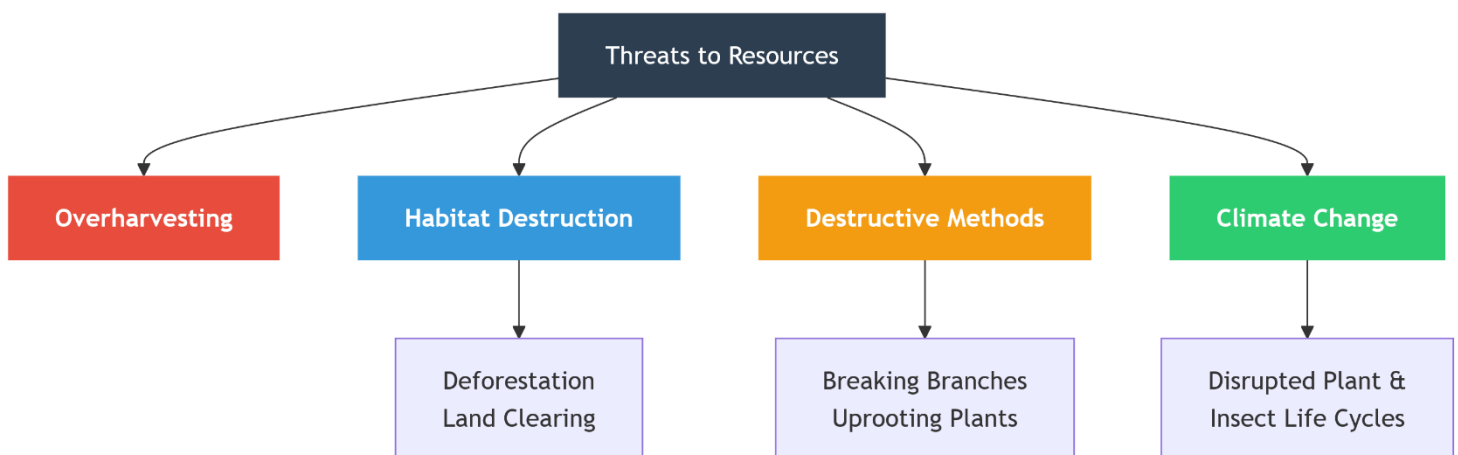 Threats to Resources
Overharvesting
Habitat Destruction
Destructive Methods
Climate Change
Deforestation
Land Clearing
Breaking Branches
Uprooting Plants
Disrupted Plant &
Insect Life Cycles